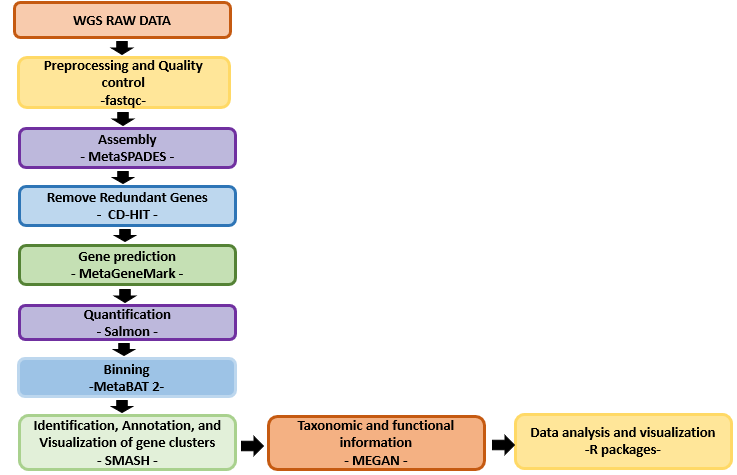 WGS RAW DATA
Preprocessing and Quality
control
-fastqc-
Assembly
- MetaSPADES -
Remove Redundant Genes
- CD-HIT -
Gene prediction
- MetaGeneMark -
Quantification
- Salmon -
Binning
-MetaBAT 2-
Identification, Annotation, and
Visualization of gene clusters
- SMASH -
Taxonomic and functional
information
- MEGAN -
Data analysis and visualization
-R packages-